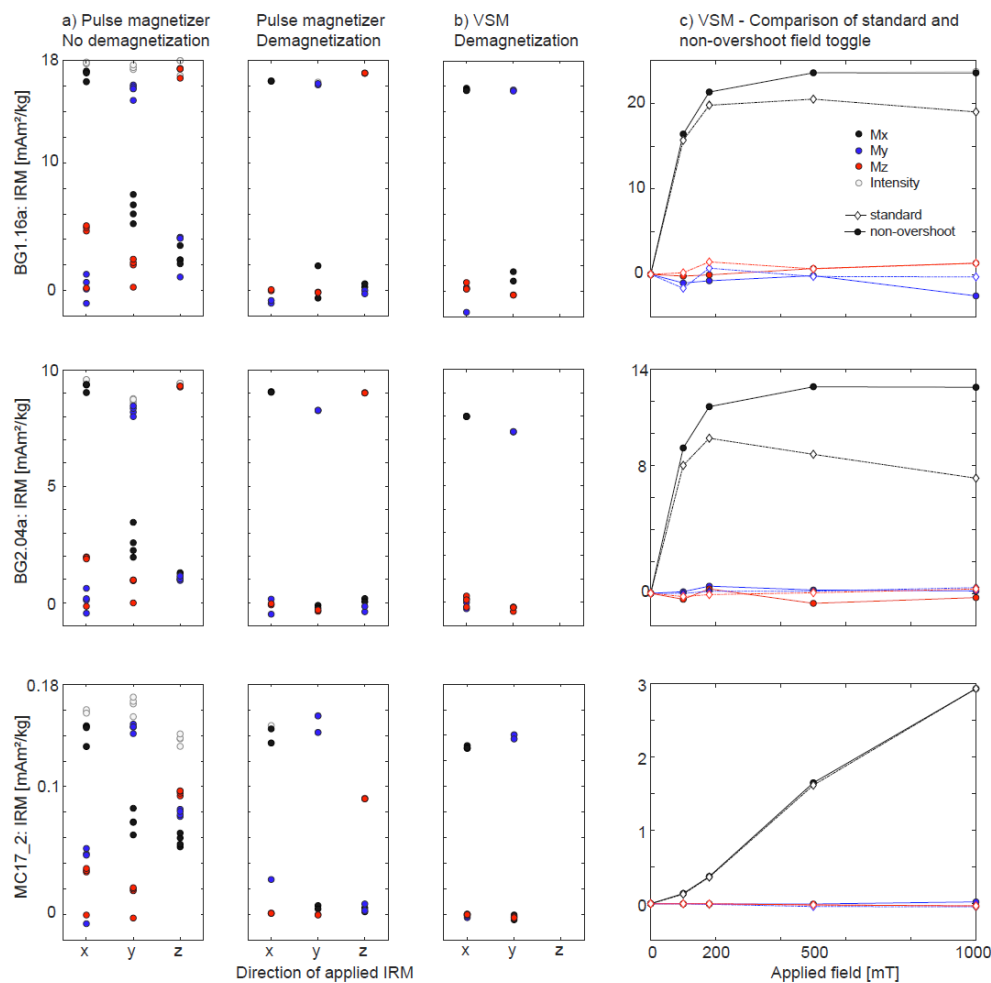 a) Pulse magnetizer
No demagnetization
Pulse magnetizer
Demagnetization
b) VSM
Demagnetization
c) VSM - Comparison of standard and
non-overshoot field toggle
BG1.16a: IRM [mAm²/kg]
18
10
0
20
10
0
Mx
My
Mz
Intensity
standard
non-overshoot
BG2.04a: IRM [mAm²/kg]
10
5
0
14
8
0
MC17_2: IRM [mAm²/kg]
0.18
0.1
0
3
2
1
0
x y z
x y z
x y z
0 200 500 1000
Direction of applied IRM
Applied field [mT]